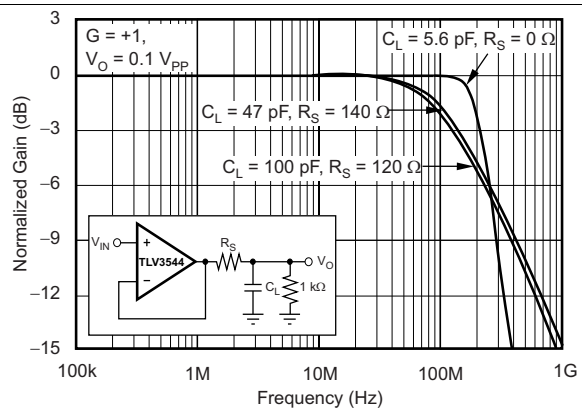 3
0
−3
−6
−9
−12
−15
Normalized Gain (dB)
G = +1,
V_O = 0.1 V_PP
C_L = 5.6 pF, R_S = 0 Ω
C_L = 47 pF, R_S = 140 Ω
C_L = 100 pF, R_S = 120 Ω
V_IN
+
−
TLV3544
R_S
V_O
C_L
1 kΩ
100k
1M
10M
100M
1G
Frequency (Hz)